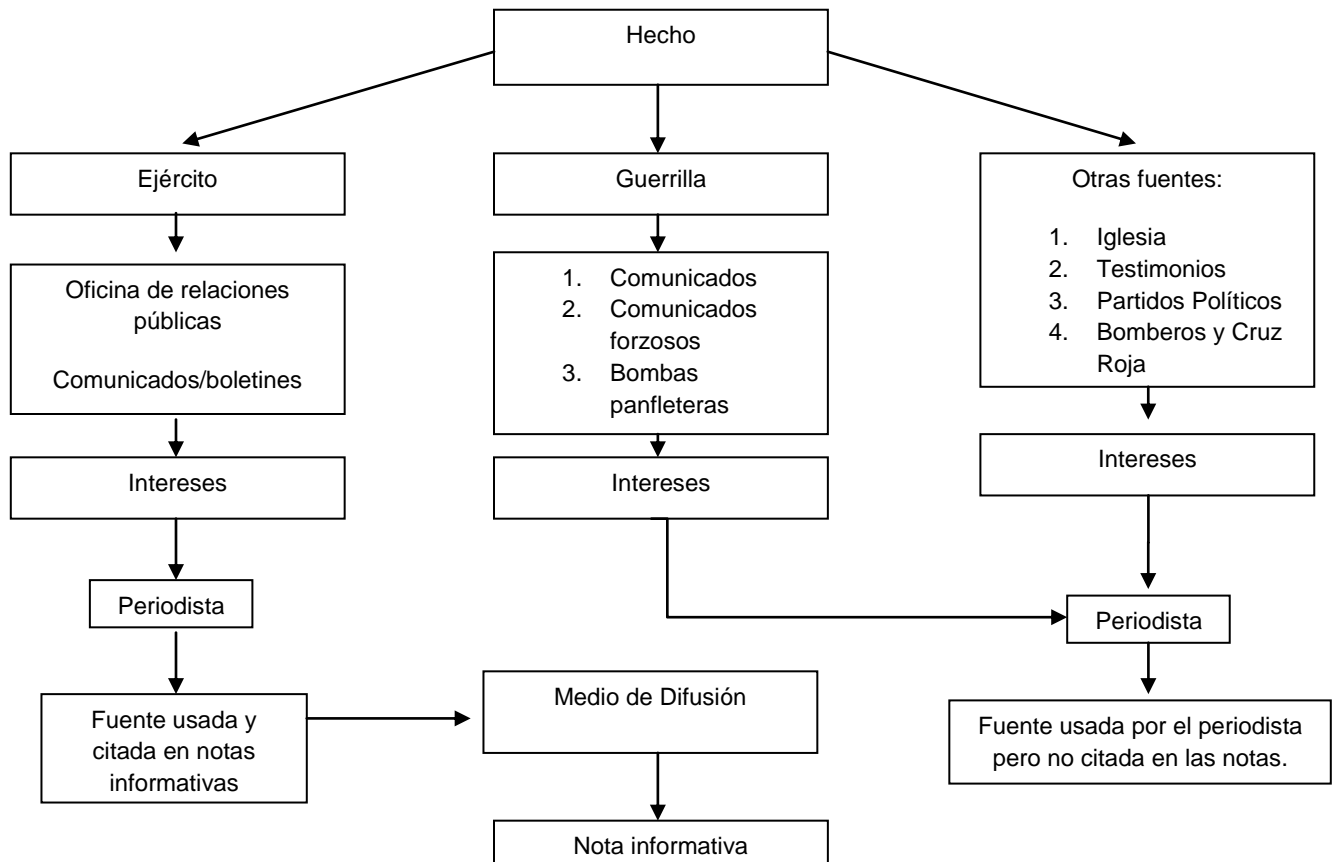 Hecho
Ejército
Guerrilla
Otras fuentes:
1. Iglesia
2. Testimonios
3. Partidos Políticos
4. Bomberos y Cruz
Roja
Oficina de relaciones
públicas
Comunicados/boletines
1. Comunicados
2. Comunicados
forzosos
3. Bombas
panfleteras
Intereses
Intereses
Intereses
Periodista
Periodista
Fuente usada y
citada en notas
informativas
Medio de Difusión
Fuente usada por el periodista
pero no citada en las notas.
Nota informativa